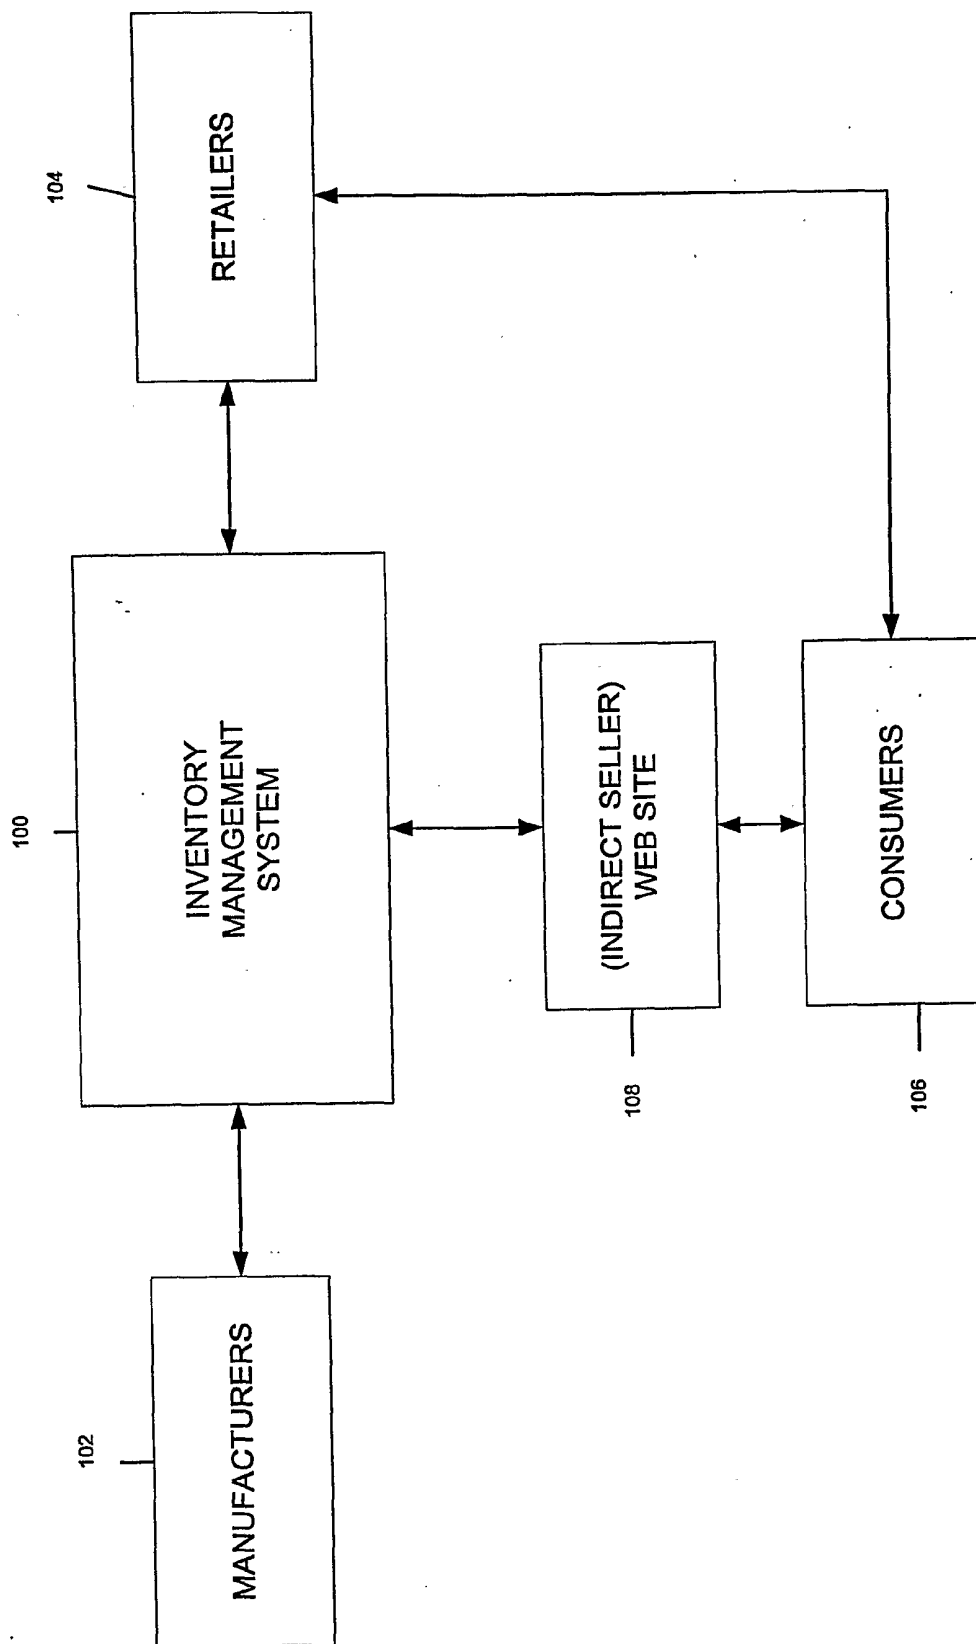 102
MANUFACTURERS
100
INVENTORY
MANAGEMENT
SYSTEM
104
RETAILERS
108
(INDIRECT SELLER)
WEB SITE
106
CONSUMERS